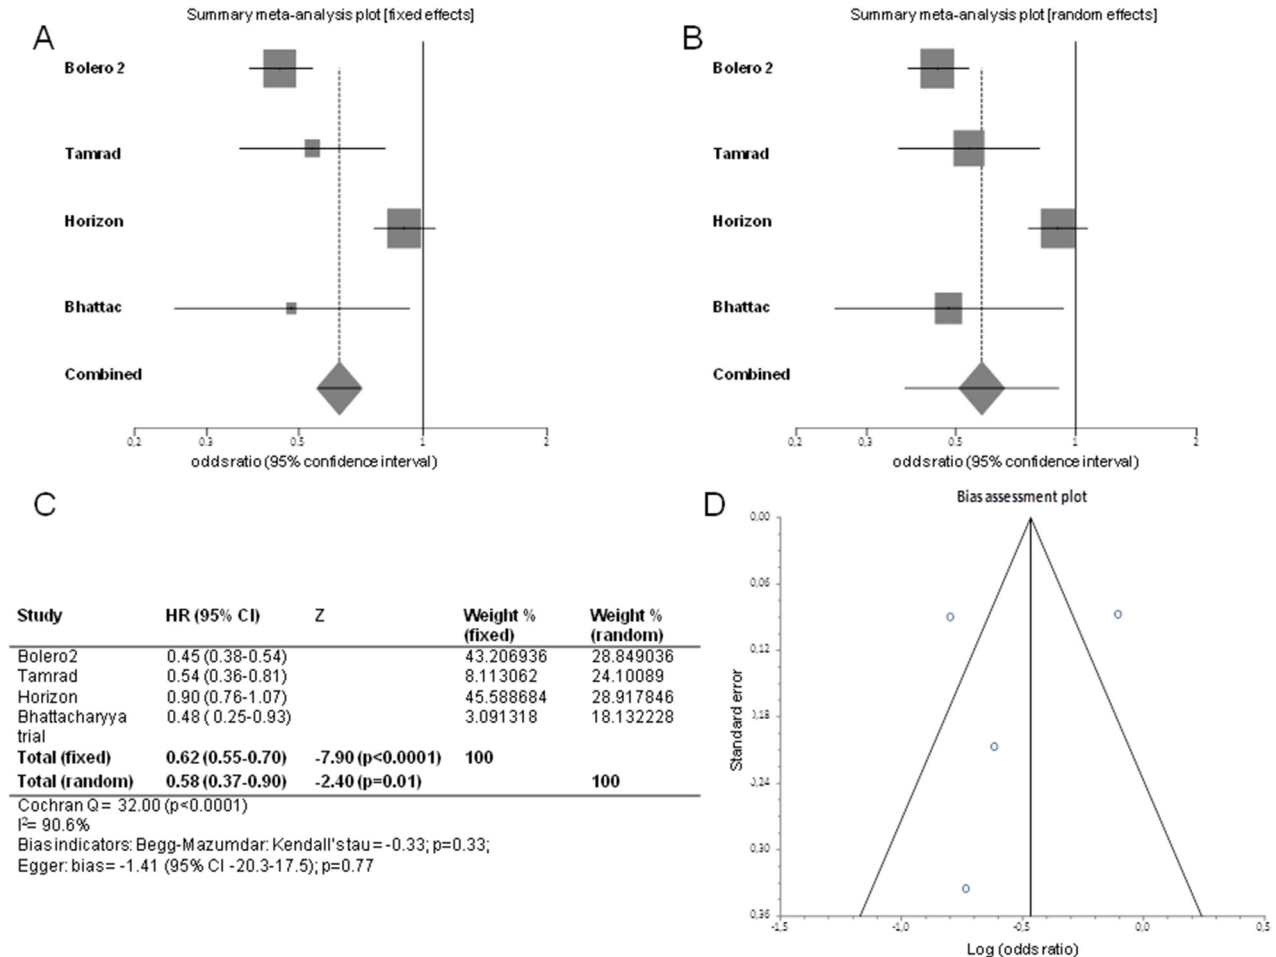 Summary meta-analysis plot [fixed effects]
A
Bolero 2
Tamrad
Horizon
Bhattac
Combined
0,2 0,3 0,5 1 2
odds ratio (95% confidence interval)
Summary meta-analysis plot [random effects]
B
Bolero 2
Tamrad
Horizon
Bhattac
Combined
0,2 0,3 0,5 1 2
odds ratio (95% confidence interval)
C
Study HR (95% CI) Z Weight % (fixed) Weight % (random)
Bolero2 0.45 (0.38-0.54) 43.206936 28.849036
Tamrad 0.54 (0.36-0.81) 8.113062 24.10089
Horizon 0.90 (0.76-1.07) 45.588684 28.917846
Bhattacharyya trial 0.48 ( 0.25-0.93) 3.091318 18.132228
Total (fixed) 0.62 (0.55-0.70) -7.90 (p<0.0001) 100
Total (random) 0.58 (0.37-0.90) -2.40 (p=0.01) 100
Cochran Q = 32.00 (p<0.0001)
I²= 90.6%
Bias indicators: Begg-Mazumdar: Kendall's tau = -0.33; p=0.33;
Egger: bias = -1.41 (95% CI -20.3-17.5); p=0.77
D
Bias assessment plot
Standard error
0,00
0,06
0,12
0,18
0,24
0,30
0,36
-1,5 -1,0 -0,5 0,0 0,5
Log (odds ratio)